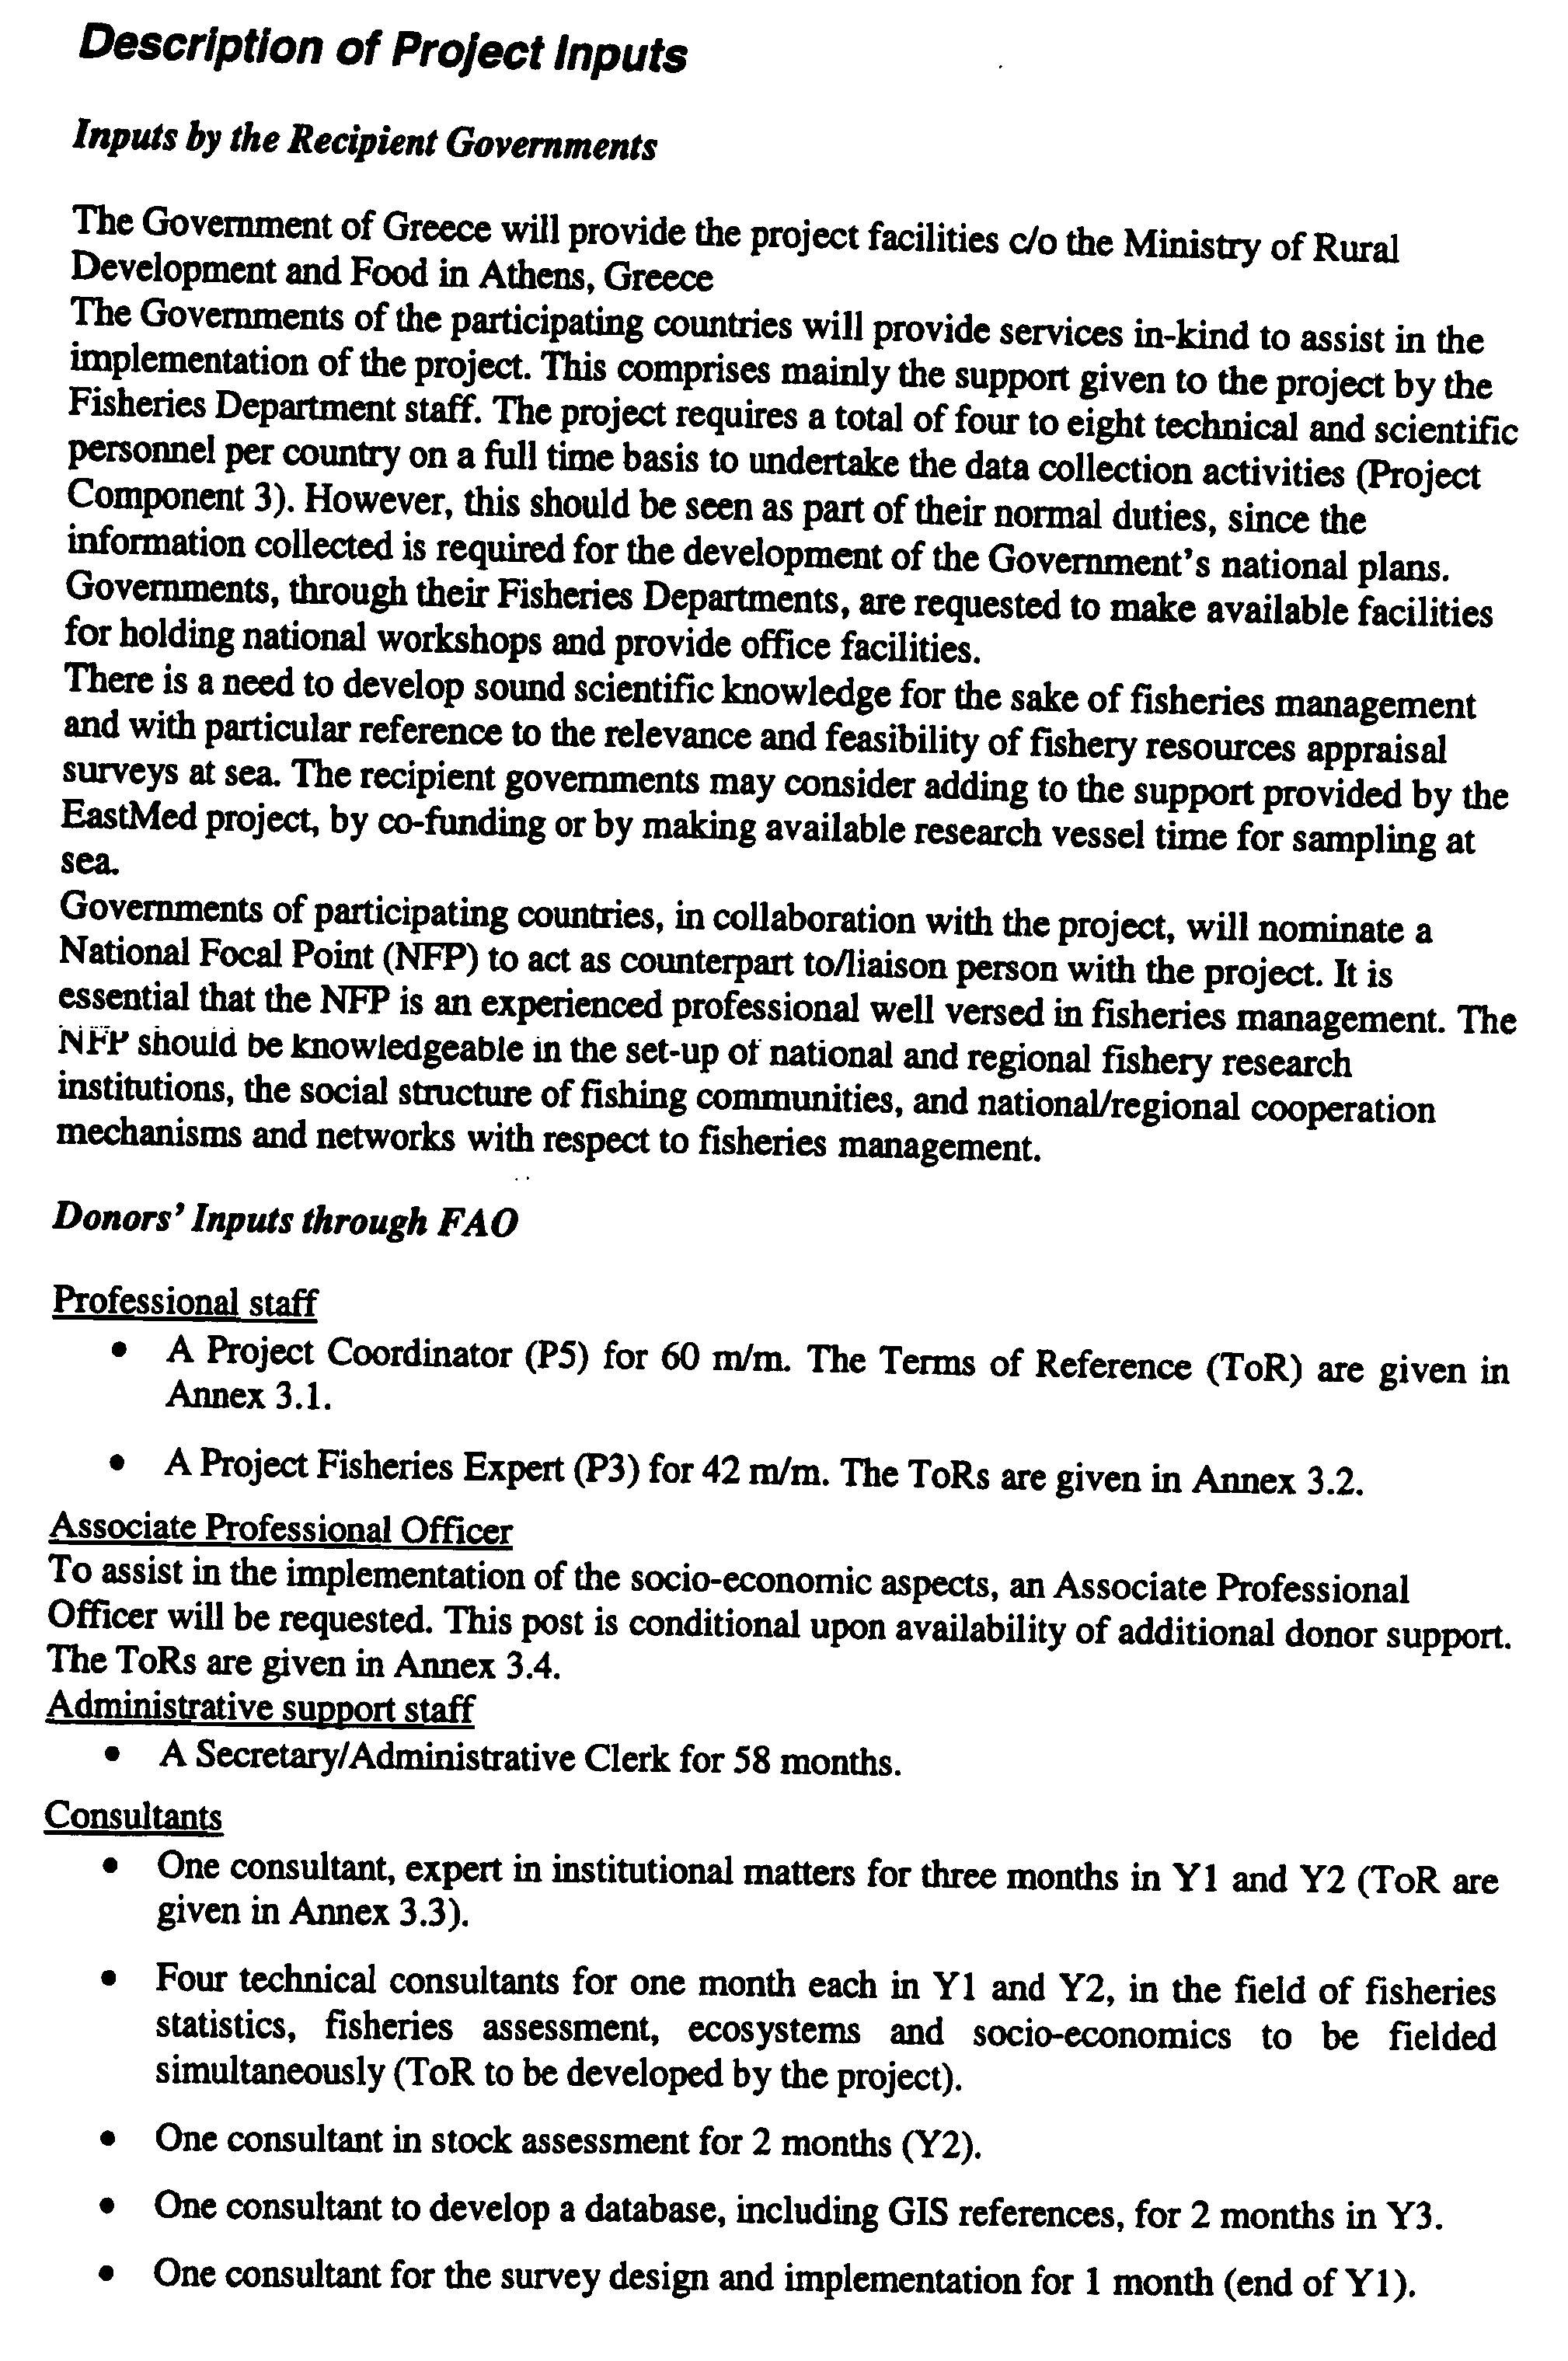 Description of Project Inputs
Inputs by the Recipient Governments
The Government of Greece will provide the project facilities c/o the Ministry of Rural
Development and Food in Athens, Greece
The Governments of the participating countries will provide services in-kind to assist in the
implementation of the project. This comprises mainly the support given to the project by the
Fisheries Department staff. The project requires a total of four to eight technical and scientific
personnel per country on a full time basis to undertake the data collection activities (Project
Component 3). However, this should be seen as part of their normal duties, since the
information collected is required for the development of the Government's national plans.
Governments, through their Fisheries Departments, are requested to make available facilities
for holding national workshops and provide office facilities.
There is a need to develop sound scientific knowledge for the sake of fisheries management
and with particular reference to the relevance and feasibility of fishery resources appraisal
surveys at sea. The recipient governments may consider adding to the support provided by the
EastMed project, by co-funding or by making available research vessel time for sampling at
sea.
Governments of participating countries, in collaboration with the project, will nominate a
National Focal Point (NFP) to act as counterpart to/liaison person with the project. It is
essential that the NFP is an experienced professional well versed in fisheries management. The
NFP should be knowledgeable in the set-up of national and regional fishery research
institutions, the social structure of fishing communities, and national/regional cooperation
mechanisms and networks with respect to fisheries management.
Donors' Inputs through FAO
Professional staff
• A Project Coordinator (P5) for 60 m/m. The Terms of Reference (ToR) are given in
Annex 3.1.
• A Project Fisheries Expert (P3) for 42 m/m. The ToRs are given in Annex 3.2.
Associate Professional Officer
To assist in the implementation of the socio-economic aspects, an Associate Professional
Officer will be requested. This post is conditional upon availability of additional donor support.
The ToRs are given in Annex 3.4.
Administrative support staff
• A Secretary/Administrative Clerk for 58 months.
Consultants
• One consultant, expert in institutional matters for three months in Y1 and Y2 (ToR are
given in Annex 3.3).
• Four technical consultants for one month each in Y1 and Y2, in the field of fisheries
statistics, fisheries assessment, ecosystems and socio-economics to be fielded
simultaneously (ToR to be developed by the project).
• One consultant in stock assessment for 2 months (Y2).
• One consultant to develop a database, including GIS references, for 2 months in Y3.
• One consultant for the survey design and implementation for 1 month (end of Y1).